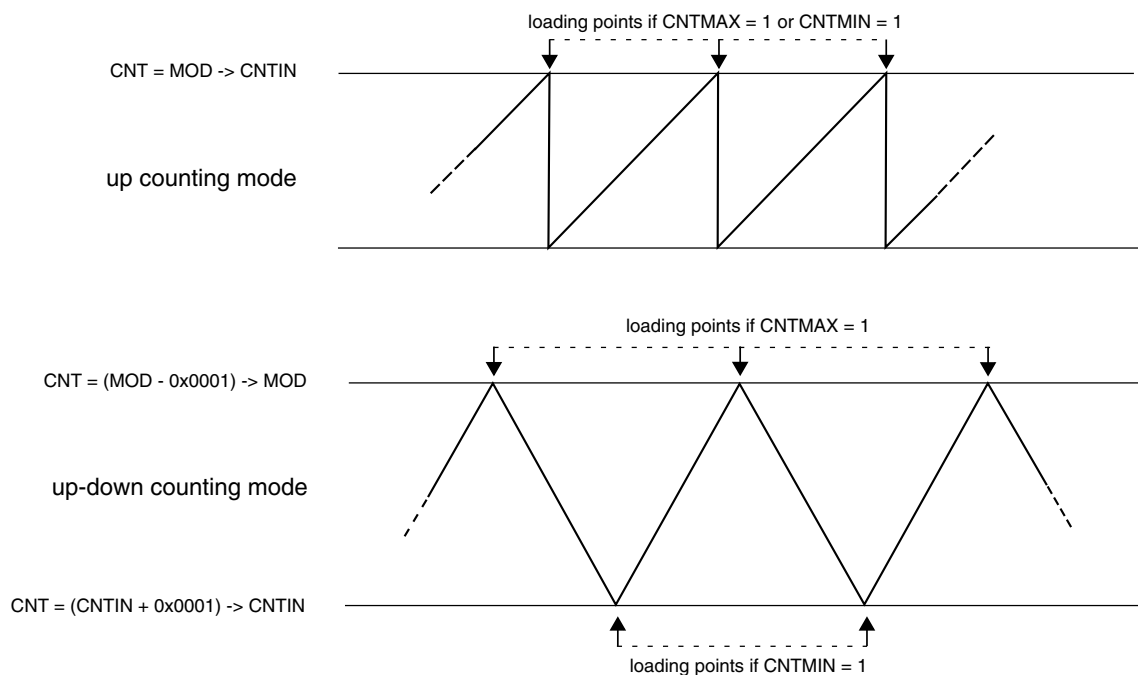 loading points if CNTMAX = 1 or CNTMIN = 1
CNT = MOD -> CNTIN
up counting mode
loading points if CNTMAX = 1
CNT = (MOD - 0x0001) -> MOD
up-down counting mode
CNT = (CNTIN + 0x0001) -> CNTIN
loading points if CNTMIN = 1